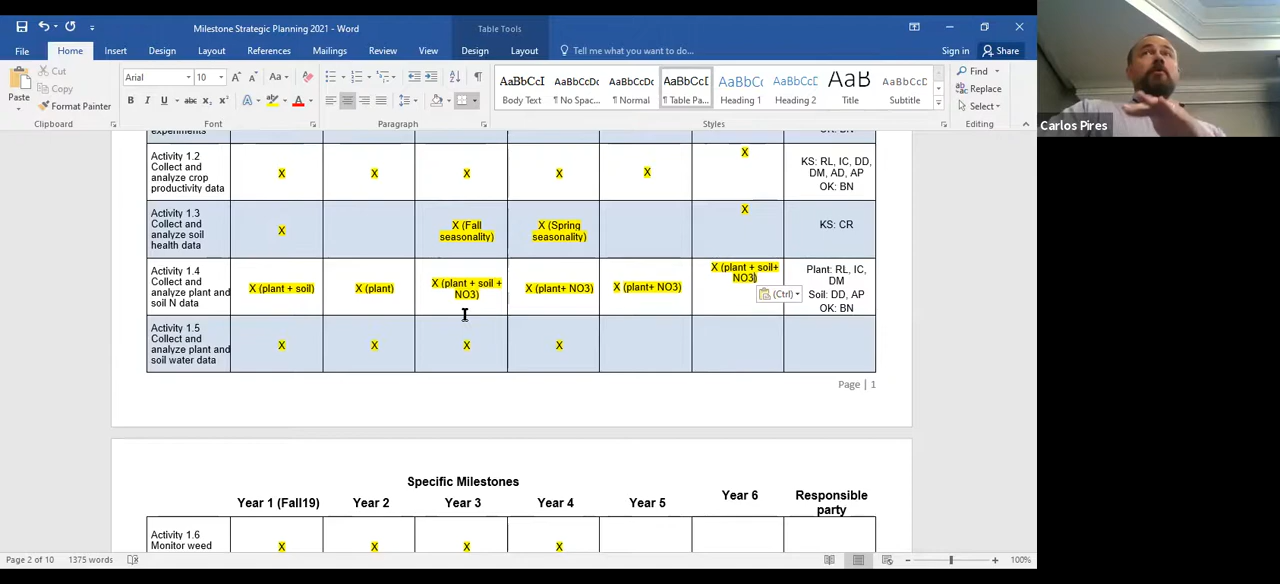 Milestone Strategic Planning 2021 - Word
Table Tools
File Home Insert Design Layout References Mailings Review View Design Layout Tell me what you want to do... Sign in Share
Paste
Cut
Copy
Format Painter
Clipboard
Arial 10
Font
Paragraph
AaBbCcI AaBbCcDc AaBbCcDc AaBbCcI AaBbCcI AaBbCcD AaB AaBbCcDc
Body Text ¶ No Spac... ¶ Normal ¶ Table Pa... Heading 1 Heading 2 Title Subtitle
Styles
Find
Replace
Select
Editing
Carlos Pires
experiments
OK: BN
Activity 1.2
Collect and
analyze crop
productivity data
X X X X X X
KS: RL, IC, DD,
DM, AD, AP
OK: BN
Activity 1.3
Collect and
analyze soil
health data
X
X (Fall
seasonality)
X (Spring
seasonality)
X
KS: CR
Activity 1.4
Collect and
analyze plant and
soil N data
X (plant + soil)
X (plant)
X (plant + soil +
NO3)
X (plant+ NO3)
X (plant+ NO3)
X (plant + soil+
NO3)
(Ctrl)
Plant: RL, IC,
DM
Soil: DD, AP
OK: BN
Activity 1.5
Collect and
analyze plant and
soil water data
X X X X
Page | 1
Specific Milestones
Year 1 (Fall19) Year 2 Year 3 Year 4 Year 5 Year 6 Responsible
party
Activity 1.6
Monitor weed
X X X X
Page 2 of 10 1375 words 100%